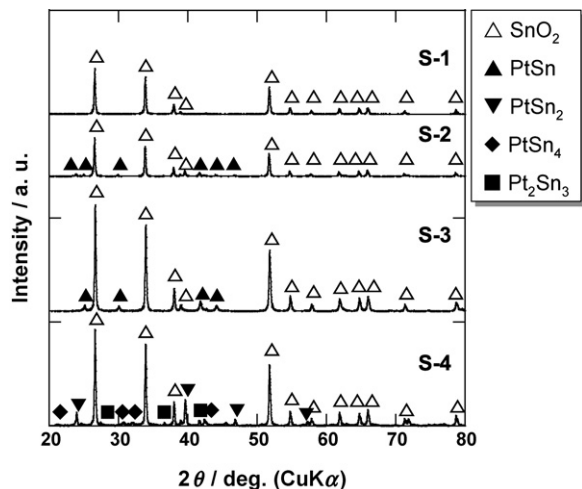 S-1
S-2
S-3
S-4
Intensity / a. u.
20 30 40 50 60 70 80
2θ / deg. (CuKα)
SnO₂
PtSn
PtSn₂
PtSn₄
Pt₂Sn₃